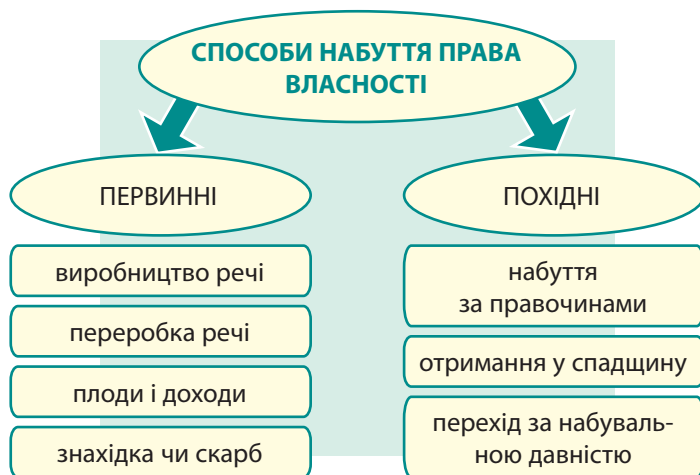 СПОСОБИ НАБУТТЯ ПРАВА
ВЛАСНОСТІ
ПЕРВИННІ
виробництво речі
переробка речі
плоди і доходи
знахідка чи скарб
ПОХІДНІ
набуття
за правочинами
отримання у спадщину
перехід за набуваль-
ною давністю